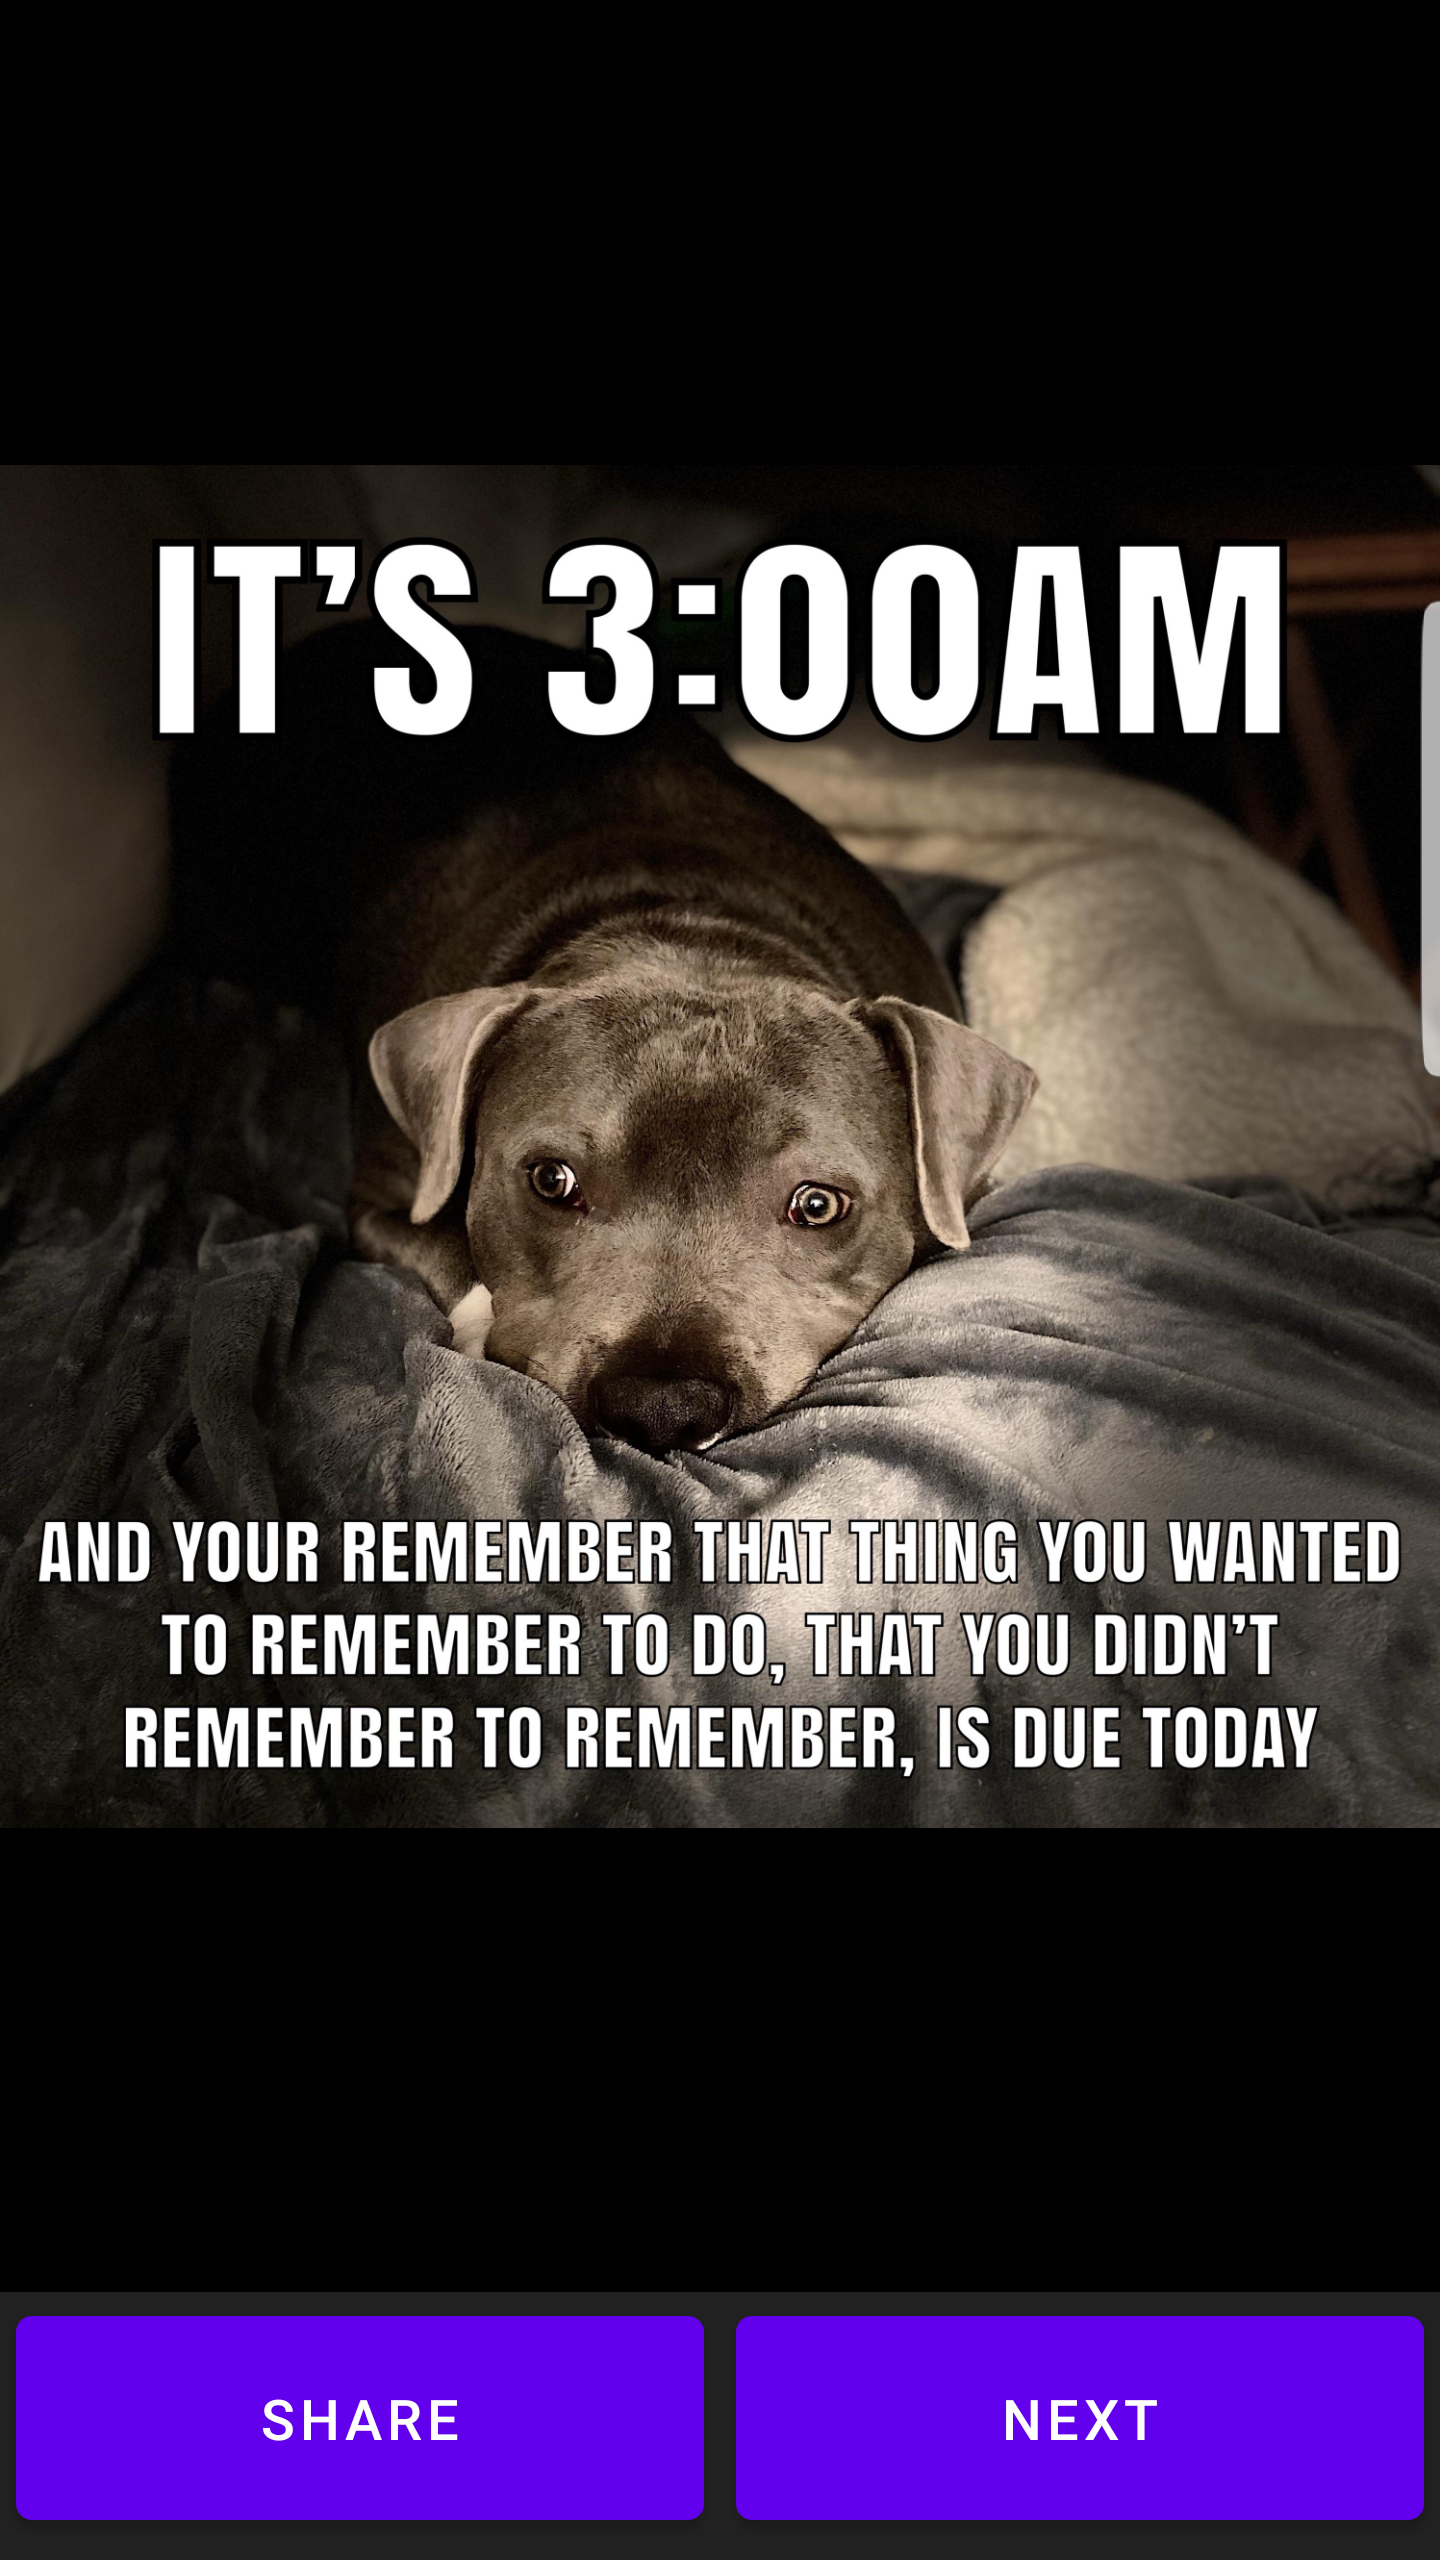 IT’S 3:00AM
AND YOUR REMEMBER THAT THING YOU WANTED
TO REMEMBER TO DO, THAT YOU DIDN’T
REMEMBER TO REMEMBER, IS DUE TODAY
SHARE
NEXT